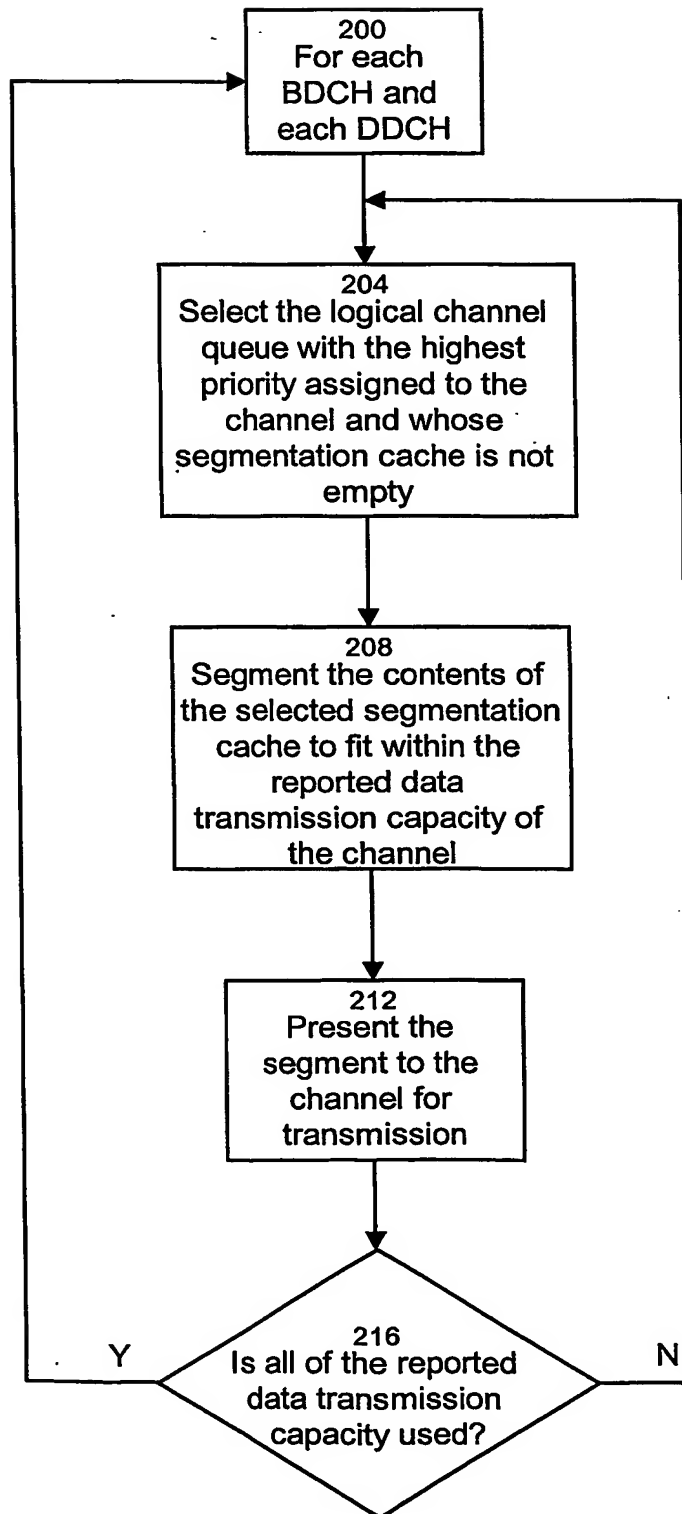 200
For each
BDCH and
each DDCH
204
Select the logical channel
queue with the highest
priority assigned to the
channel and whose
segmentation cache is not
empty
208
Segment the contents of
the selected segmentation
cache to fit within the
reported data
transmission capacity of
the channel
212
Present the
segment to the
channel for
transmission
216
Is all of the reported
data transmission
capacity used?
Y
N